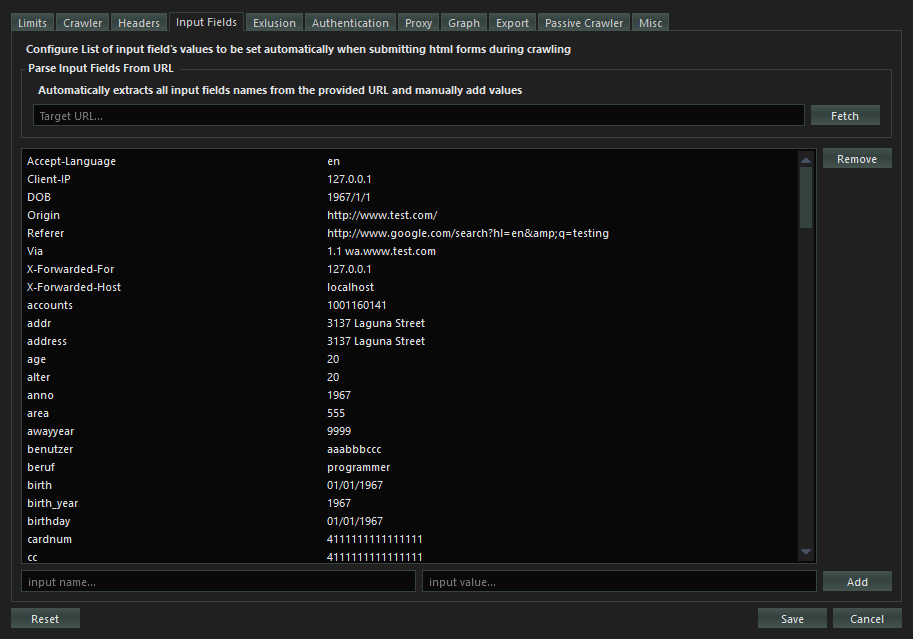 Limits Crawler Headers Input Fields Exlusion Authentication Proxy Graph Export Passive Crawler Misc
Configure List of input field's values to be set automatically when submitting html forms during crawling
Parse Input Fields From URL
Automatically extracts all input fields names from the provided URL and manually add values
Target URL... Fetch
Accept-Language en Remove
Client-IP 127.0.0.1
DOB 1967/1/1
Origin http://www.test.com/
Referer http://www.google.com/search?hl=en&amp;q=testing
Via 1.1 wa.www.test.com
X-Forwarded-For 127.0.0.1
X-Forwarded-Host localhost
accounts 1001160141
addr 3137 Laguna Street
address 3137 Laguna Street
age 20
alter 20
anno 1967
area 555
awayyear 9999
benutzer aaabbbccc
beruf programmer
birth 01/01/1967
birth_year 1967
birthday 01/01/1967
cardnum 4111111111111111
cc 4111111111111111
input name... input value... Add
Reset Save Cancel